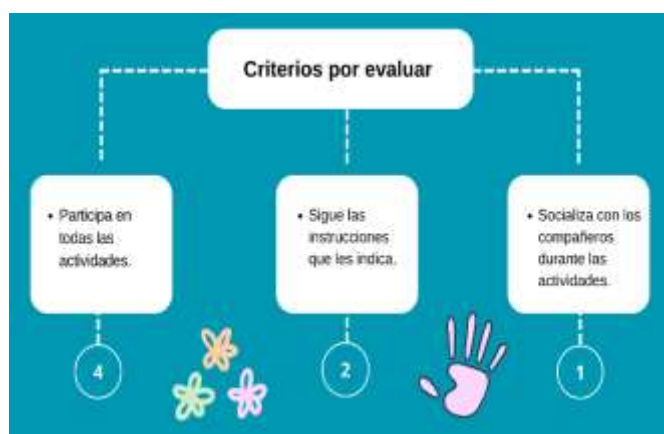 Criterios por evaluar
• Participa en
todas las
actividades.
• Sigue las
instrucciones
que les indica.
• Socializa con los
compañeros
durante las
actividades.
4
2
1